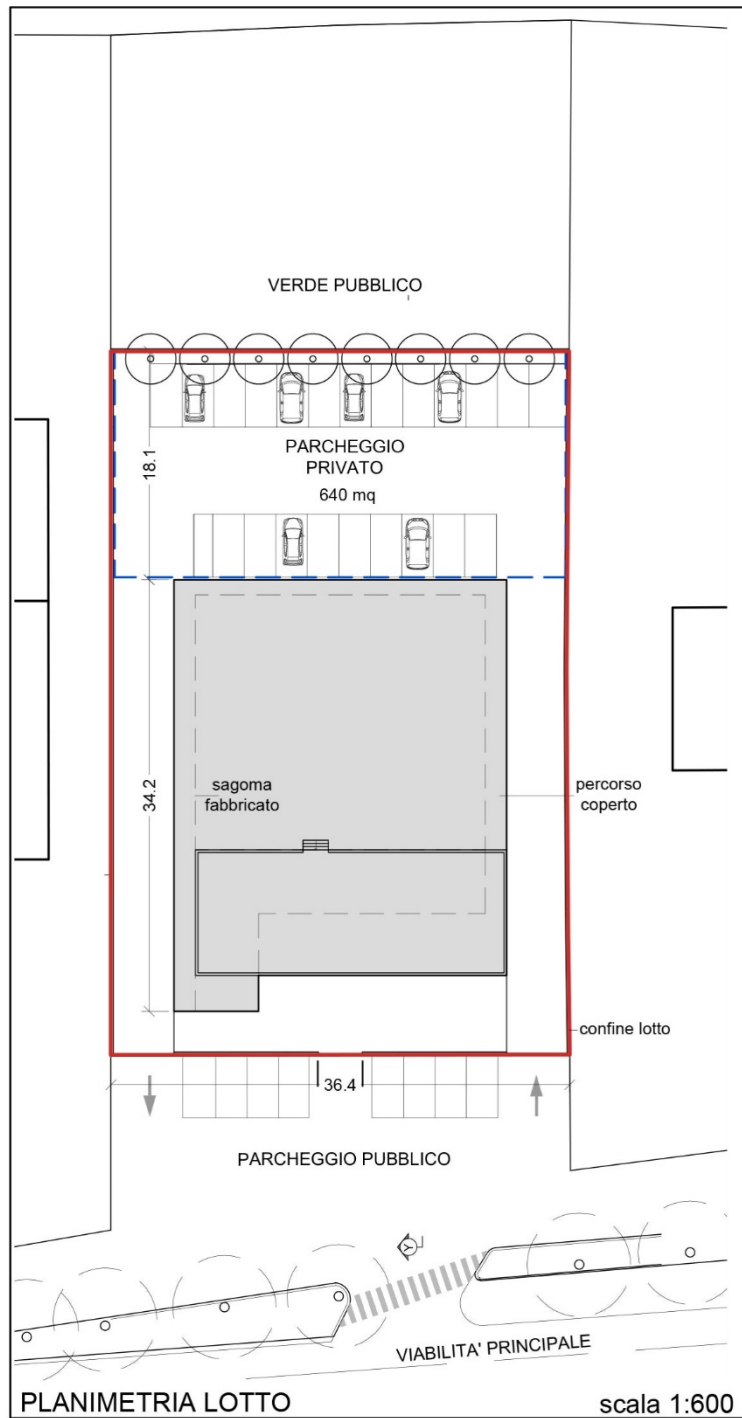 VERDE PUBBLICO
PARCHEGGIO
PRIVATO
640 mq
18.1
34.2
sagoma
fabbricato
percorso
coperto
confine lotto
36.4
PARCHEGGIO PUBBLICO
Y
VIABILITA' PRINCIPALE
PLANIMETRIA LOTTO
scala 1:600